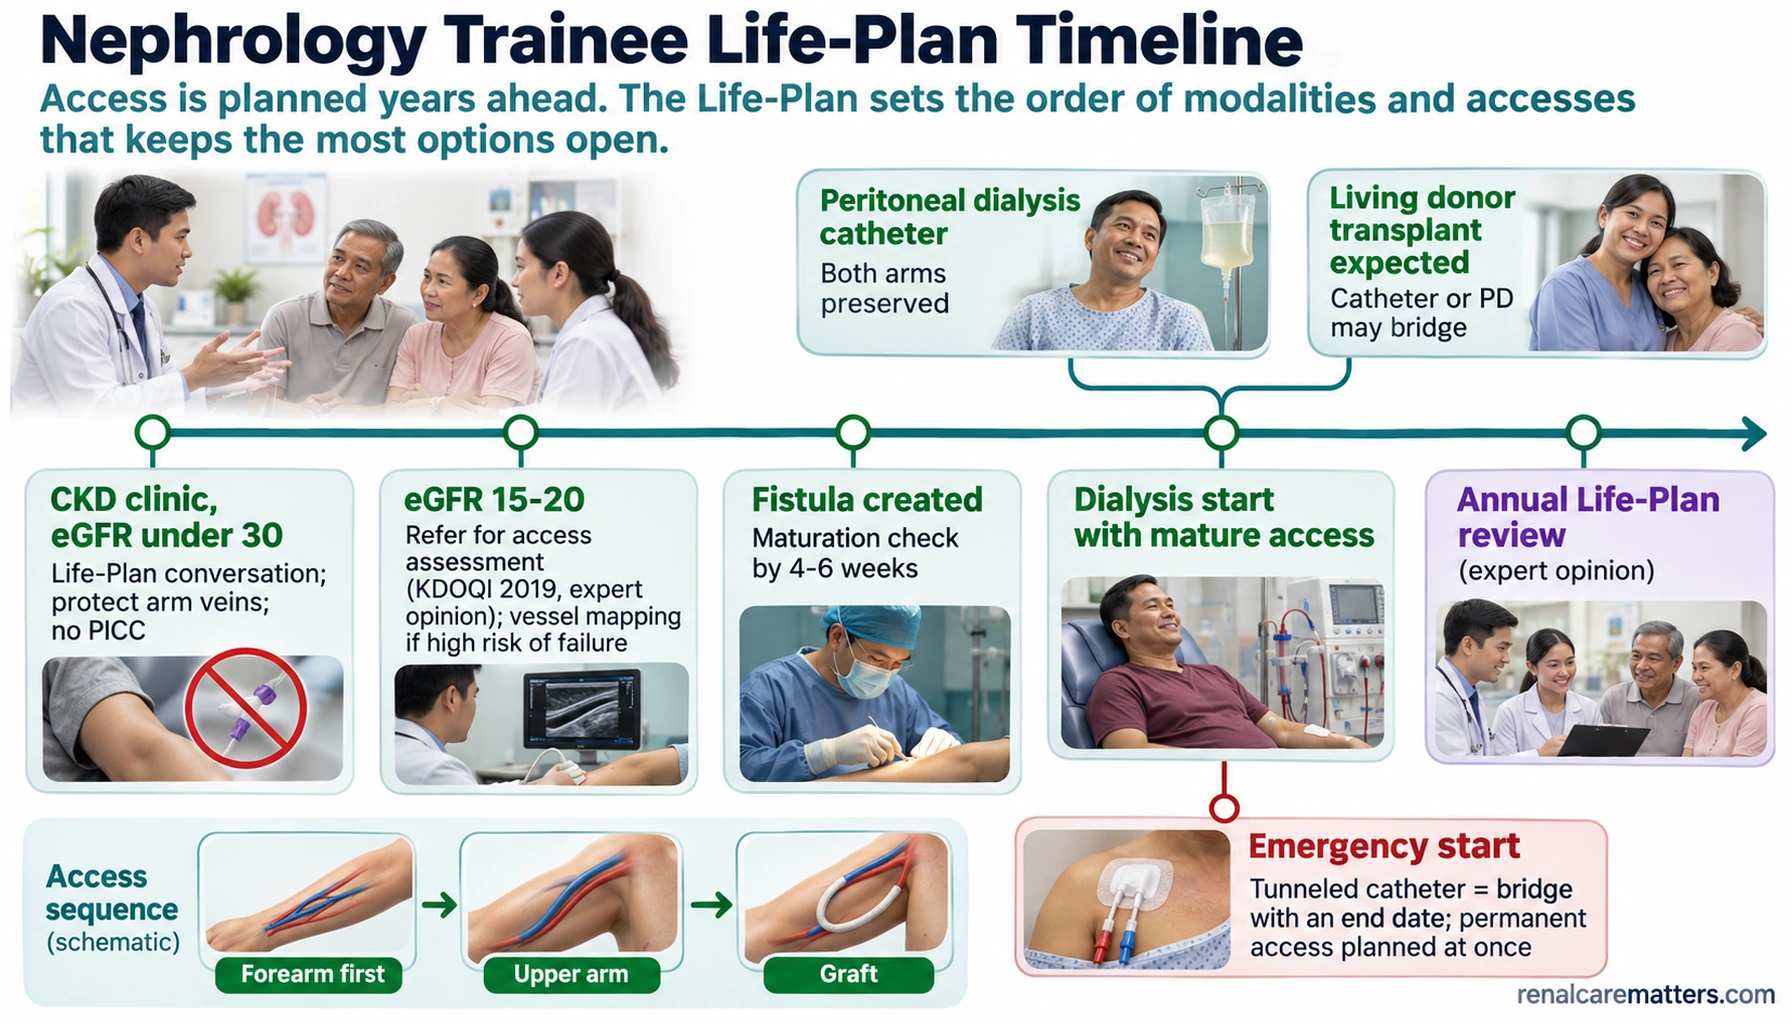 Nephrology Trainee Life-Plan Timeline
Access is planned years ahead. The Life-Plan sets the order of modalities and accesses
that keeps the most options open.
Peritoneal dialysis
catheter
Both arms
preserved
Living donor
transplant
expected
Catheter or PD
may bridge
CKD clinic,
eGFR under 30
Life-Plan conversation;
protect arm veins;
no PICC
eGFR 15-20
Refer for access
assessment
(KDOQI 2019, expert
opinion); vessel mapping
if high risk of failure
Fistula created
Maturation check
by 4-6 weeks
Dialysis start
with mature access
Annual Life-Plan
review
(expert opinion)
Access
sequence
(schematic)
Forearm first
Upper arm
Graft
Emergency start
Tunneled catheter = bridge
with an end date; permanent
access planned at once
renalcarematters.com